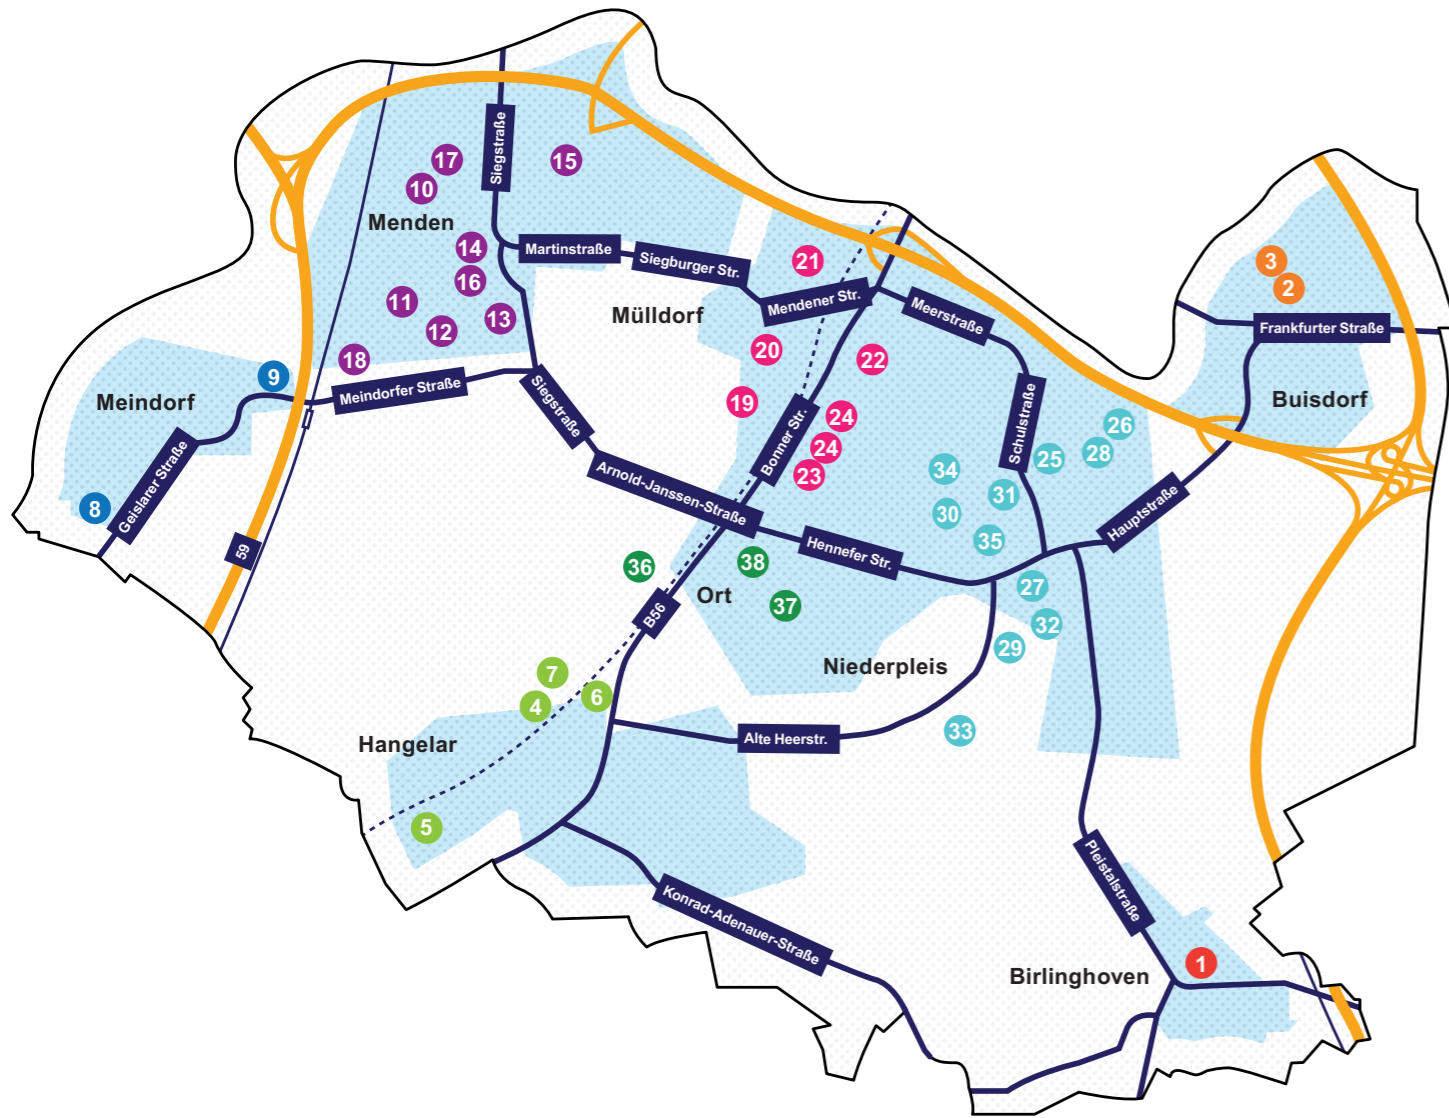 Siegstraße
17
15
10
Menden
14
Martinstraße
Siegburger Str.
21
3
2
16
11
13
12
Mülldorf
Mendener Str.
Meerstraße
Frankfurter Straße
18
20
22
9
Meindorf
Meindorfer Straße
Siegstraße
19
24
Bonner Str.
24
23
Schulstraße
26
28
25
Buisdorf
34
31
30
35
8
Geislarer Straße
59
Arnold-Janssen-Straße
Hennefer Str.
Hauptstraße
36
38
Ort
37
B56
27
32
29
Niederpleis
7
4
6
Hangelar
Alte Heerstr.
33
5
Pleistalstraße
Konrad-Adenauer-Straße
Birlinghoven
1